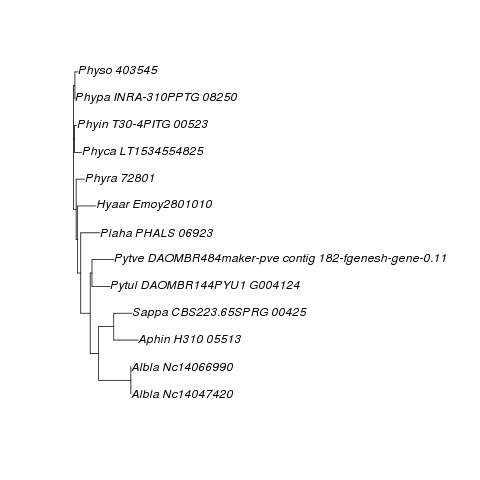 Physo 403545
Phypa INRA-310PPTG 08250
Phyin T30-4PITG 00523
Phyca LT1534554825
Phyra 72801
Hyaar Emoy2801010
Plaha PHALS 06923
Pytve DAOMBR484maker-pve contig 182-fgenesh-gene-0.11
Pytul DAOMBR144PYU1 G004124
Sappa CBS223.65SPRG 00425
Aphin H310 05513
Albla Nc14066990
Albla Nc14047420